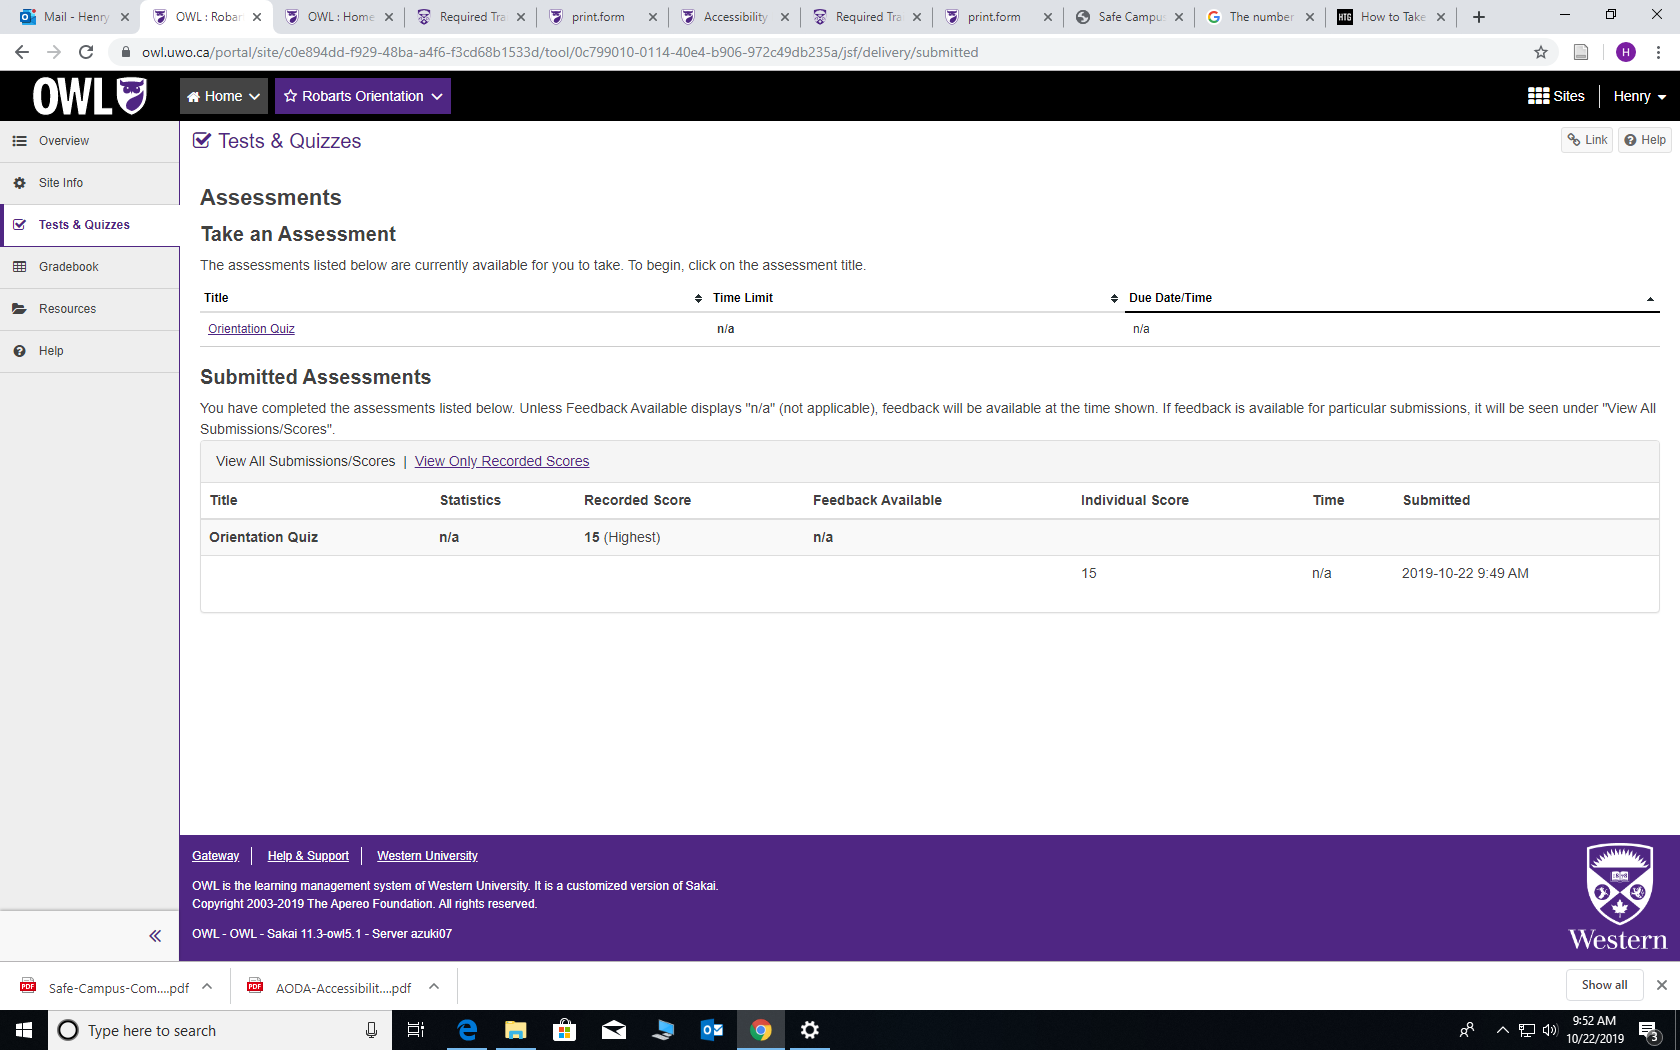 Mail - Henry
OWL : Robar
OWL : Home
Required Tra
print.form
Accessibility
Required Tra
print.form
Safe Campus
The number
HTG How to Take
owl.uwo.ca/portal/site/c0e894dd-f929-48ba-a4f6-f3cd68b1533d/tool/0c799010-0114-40e4-b906-972c49db235a/jsf/delivery/submitted
H
OWL
Home
Robarts Orientation
Sites
Henry
Overview
Site Info
Tests & Quizzes
Gradebook
Resources
Help
Tests & Quizzes
Link
Help
Assessments
Take an Assessment
The assessments listed below are currently available for you to take. To begin, click on the assessment title.
Title Time Limit Due Date/Time
Orientation Quiz n/a n/a
Submitted Assessments
You have completed the assessments listed below. Unless Feedback Available displays "n/a" (not applicable), feedback will be available at the time shown. If feedback is available for particular submissions, it will be seen under "View All
Submissions/Scores".
View All Submissions/Scores | View Only Recorded Scores
Title Statistics Recorded Score Feedback Available Individual Score Time Submitted
Orientation Quiz n/a 15 (Highest) n/a
15 n/a 2019-10-22 9:49 AM
Gateway Help & Support Western University
OWL is the learning management system of Western University. It is a customized version of Sakai.
Copyright 2003-2019 The Apereo Foundation. All rights reserved.
OWL - OWL - Sakai 11.3-owl5.1 - Server azuki07
Western
PDF Safe-Campus-Com....pdf
PDF AODA-Accessibilit....pdf
Show all
Type here to search
9:52 AM
10/22/2019
3